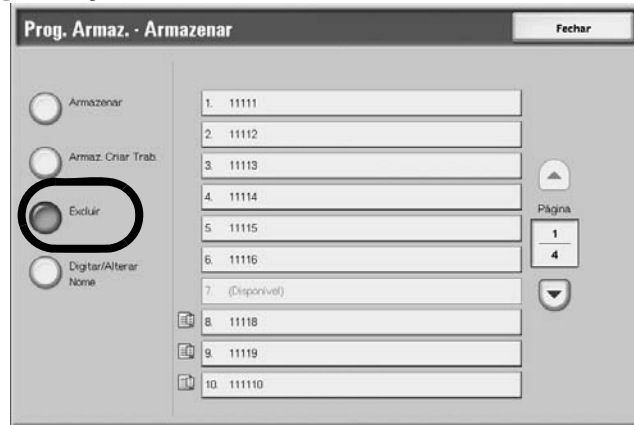 Prog. Armaz. - Armazenar
Fechar
Armazenar
Armaz. Criar Trab.
Excluir
Digitar/Alterar
Nome
1. 11111
2. 11112
3. 11113
4. 11114
5. 11115
6. 11116
7. (Disponível)
8. 11118
9. 11119
10. 111110
Página
1
4